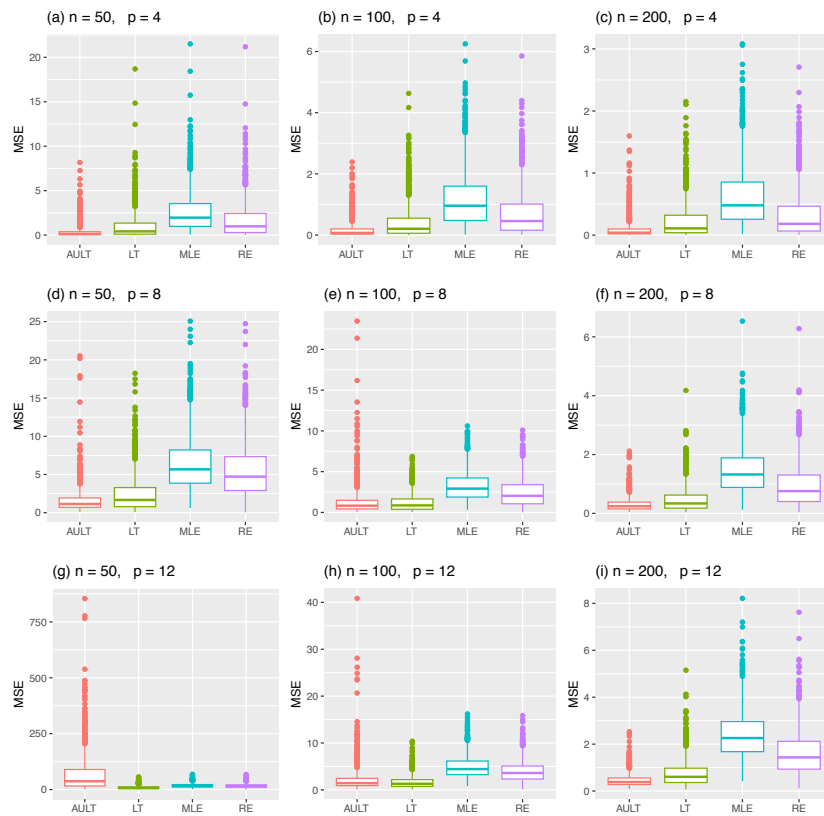 (a) n = 50, p = 4
(b) n = 100, p = 4
(c) n = 200, p = 4
MSE
20
15
10
5
0
AULT LT MLE RE
MSE
6
4
2
0
AULT LT MLE RE
MSE
3
2
1
0
AULT LT MLE RE
(d) n = 50, p = 8
(e) n = 100, p = 8
(f) n = 200, p = 8
MSE
25
20
15
10
5
0
AULT LT MLE RE
MSE
20
15
10
5
0
AULT LT MLE RE
MSE
6
4
2
0
AULT LT MLE RE
(g) n = 50, p = 12
(h) n = 100, p = 12
(i) n = 200, p = 12
MSE
750
500
250
0
AULT LT MLE RE
MSE
40
30
20
10
0
AULT LT MLE RE
MSE
8
6
4
2
0
AULT LT MLE RE